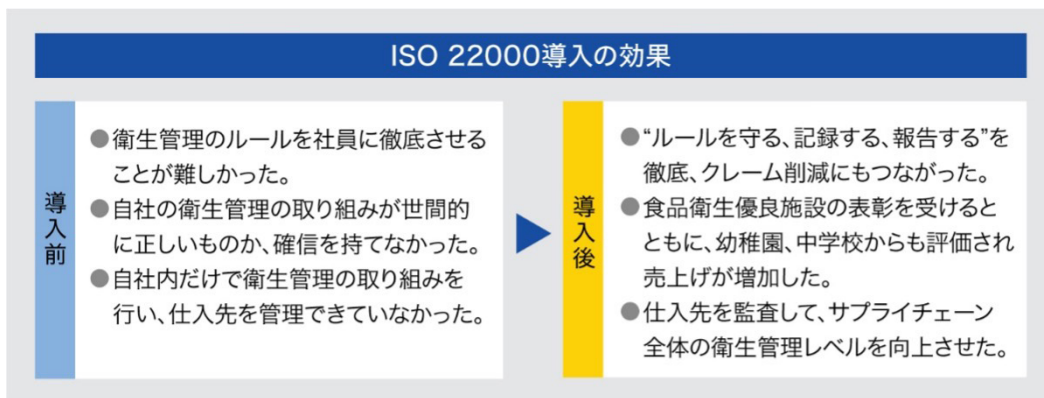 ISO 22000導入の効果
導入前
●衛生管理のルールを社員に徹底させる
ことが難しかった。
●自社の衛生管理の取り組みが世間的
に正しいものか、確信を持てなかった。
●自社内だけで衛生管理の取り組みを
行い、仕入先を管理できていなかった。
導入後
●“ルールを守る、記録する、報告する”を
徹底、クレーム削減にもつながった。
●食品衛生優良施設の表彰を受けると
ともに、幼稚園、中学校からも評価され
売上げが増加した。
●仕入先を監査して、サプライチェーン
全体の衛生管理レベルを向上させた。